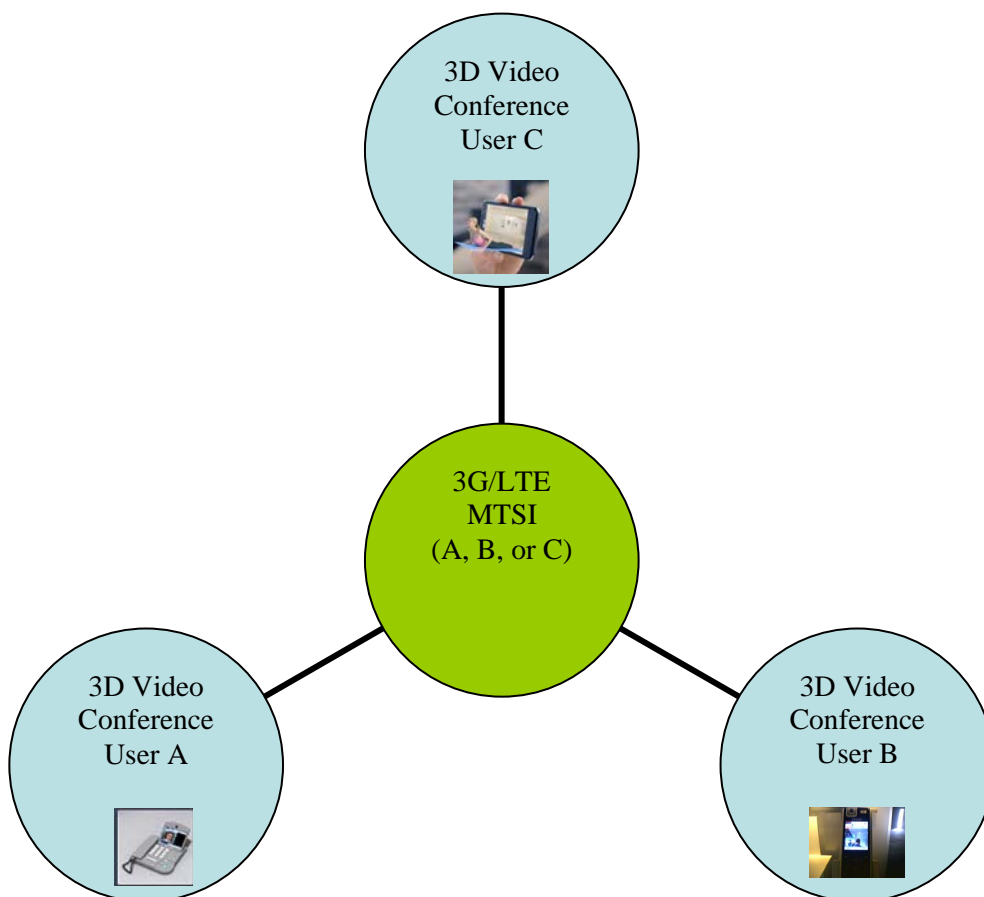 3D Video
Conference
User C
3G/LTE
MTSI
(A, B, or C)
3D Video
Conference
User A
3D Video
Conference
User B